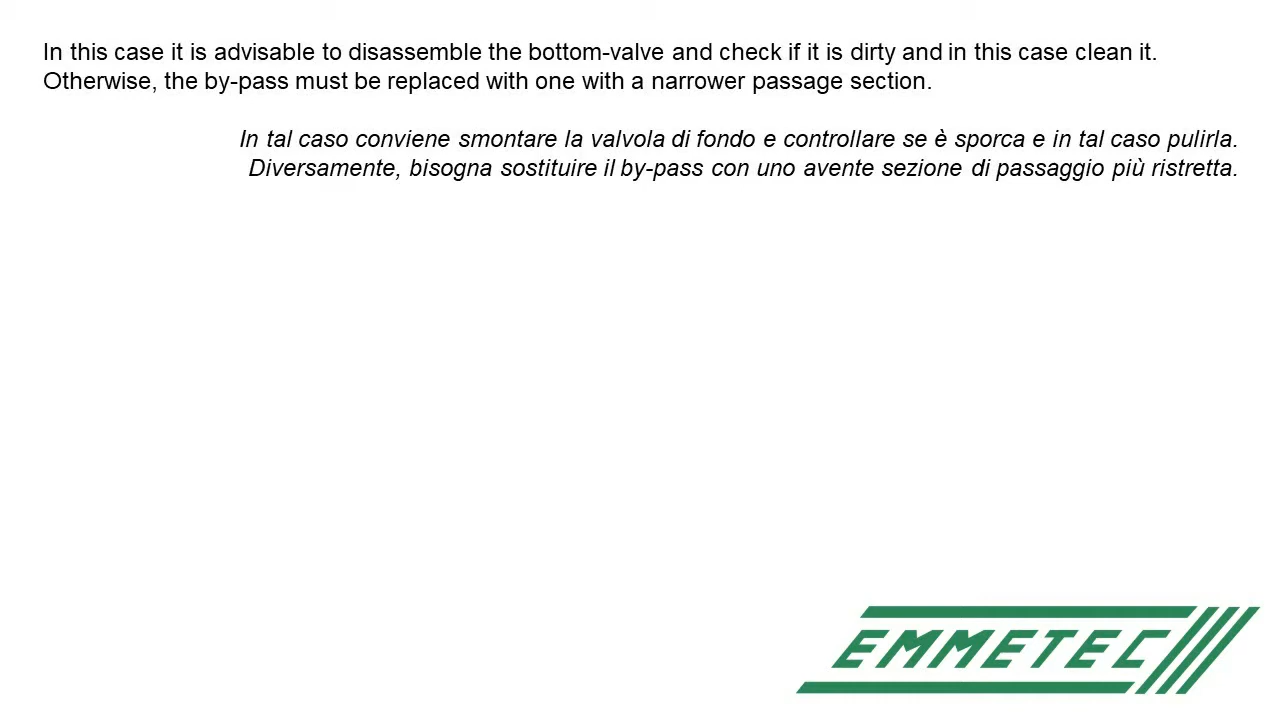 In this case it is advisable to disassemble the bottom-valve and check if it is dirty and in this case clean it.
Otherwise, the by-pass must be replaced with one with a narrower passage section.
In tal caso conviene smontare la valvola di fondo e controllare se è sporca e in tal caso pulirla.
Diversamente, bisogna sostituire il by-pass con uno avente sezione di passaggio più ristretta.
EMMETEC